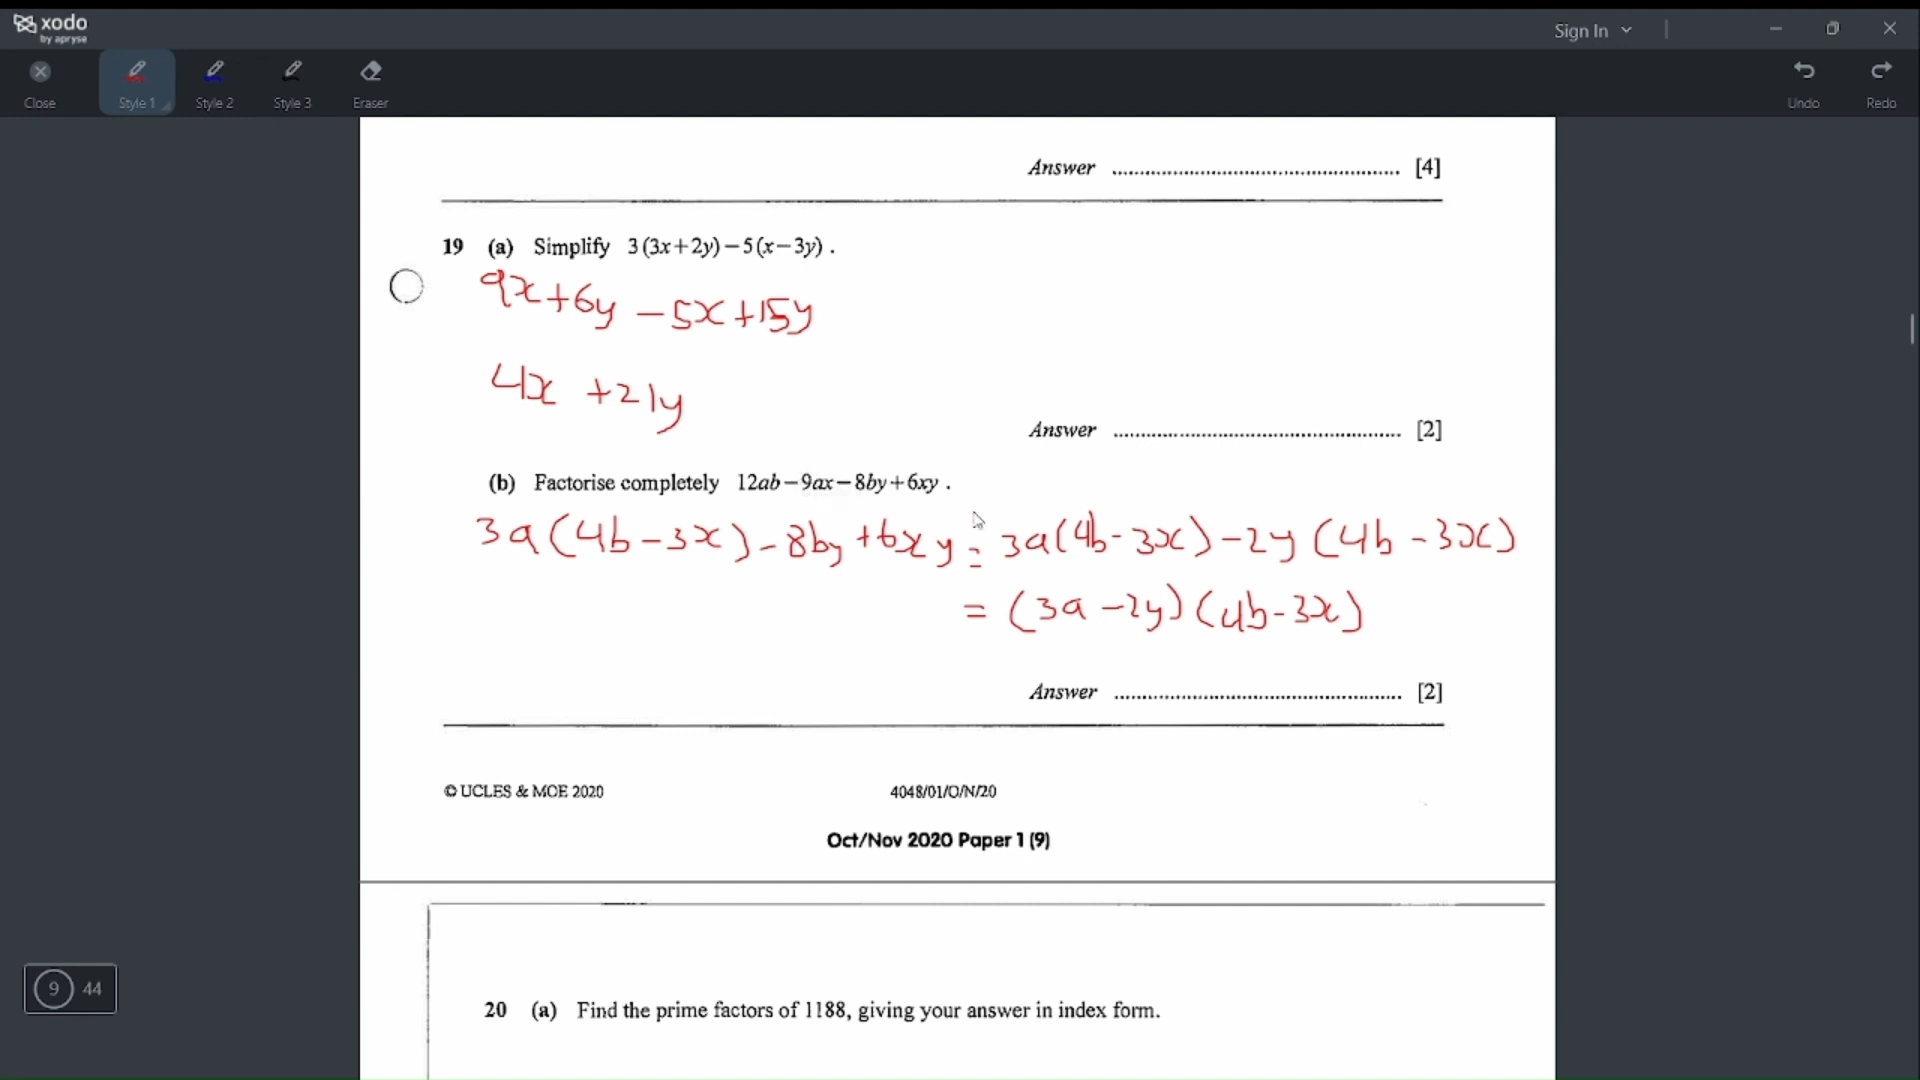 xodo
by apryse
Sign In
Close
Style 1
Style 2
Style 3
Eraser
Undo
Redo
Answer ................................................ [4]
19 (a) Simplify 3(3x+2y)−5(x−3y).
9x+6y −5x+15y
4x +21y
Answer ................................................ [2]
(b) Factorise completely 12ab−9ax−8by+6xy.
3a(4b−3x)−8by+6xy = 3a(4b−3x)−2y(4b−3x)
= (3a−2y)(4b−3x)
Answer ................................................ [2]
© UCLES & MOE 2020
4048/01/O/N/20
Oct/Nov 2020 Paper 1 (9)
9 44
20 (a) Find the prime factors of 1188, giving your answer in index form.